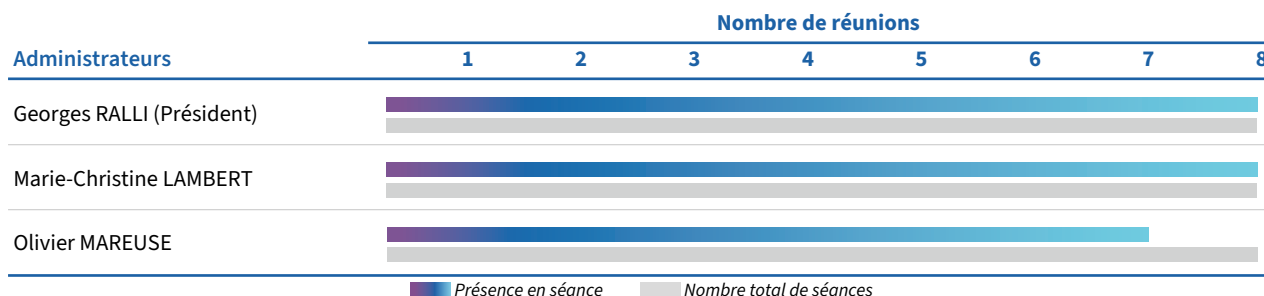 Nombre de réunions
Administrateurs 1 2 3 4 5 6 7 8
Georges RALLI (Président)
Marie-Christine LAMBERT
Olivier MAREUSE
Présence en séance Nombre total de séances